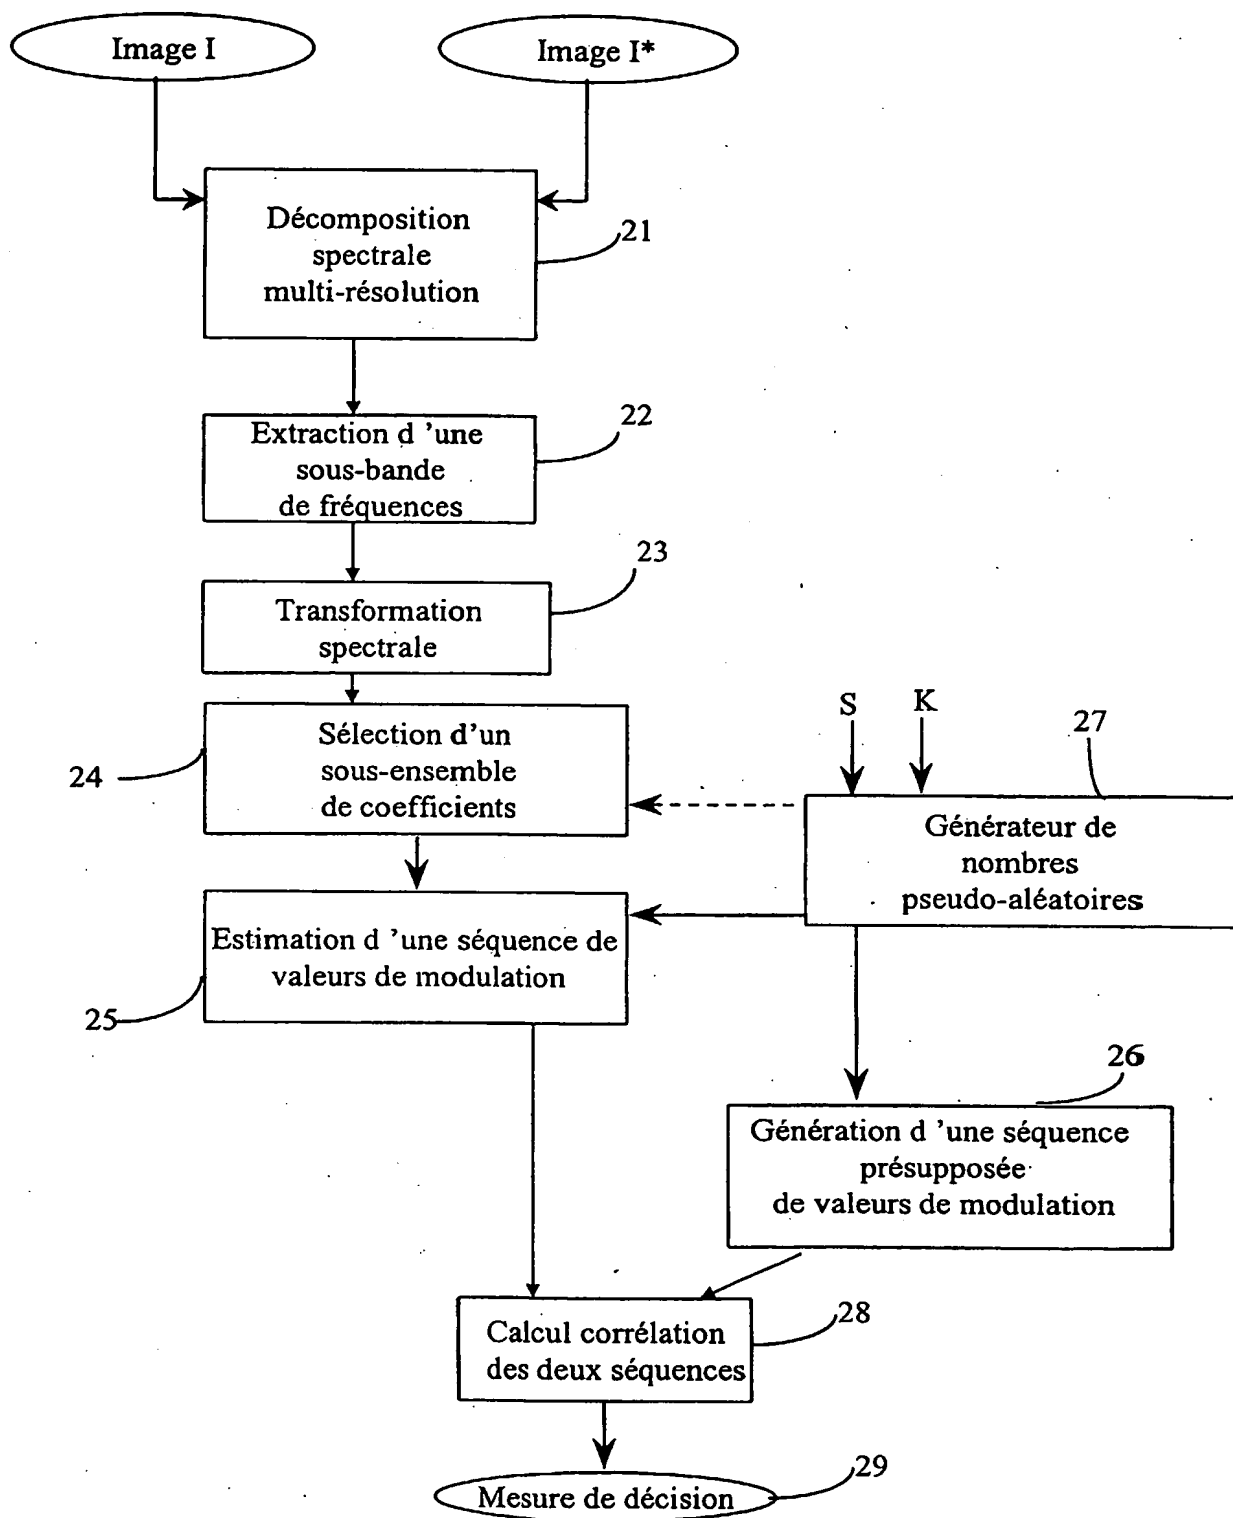 Image I
Image I*
Décomposition
spectrale
multi-résolution
21
Extraction d 'une
sous-bande
de fréquences
22
Transformation
spectrale
23
Sélection d'un
sous-ensemble
de coefficients
24
S
K
27
Générateur de
nombres
pseudo-aléatoires
Estimation d 'une séquence de
valeurs de modulation
25
26
Génération d 'une séquence
présupposée
de valeurs de modulation
Calcul corrélation
des deux séquences
28
Mesure de décision
29